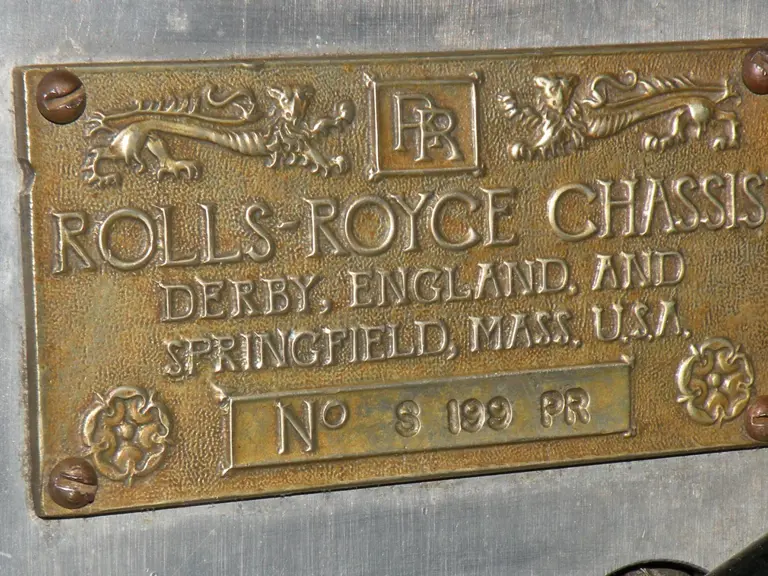 RR
ROLLS-ROYCE CHASSIS
DERBY, ENGLAND, AND
SPRINGFIELD, MASS. U.S.A.
No S 199 PR